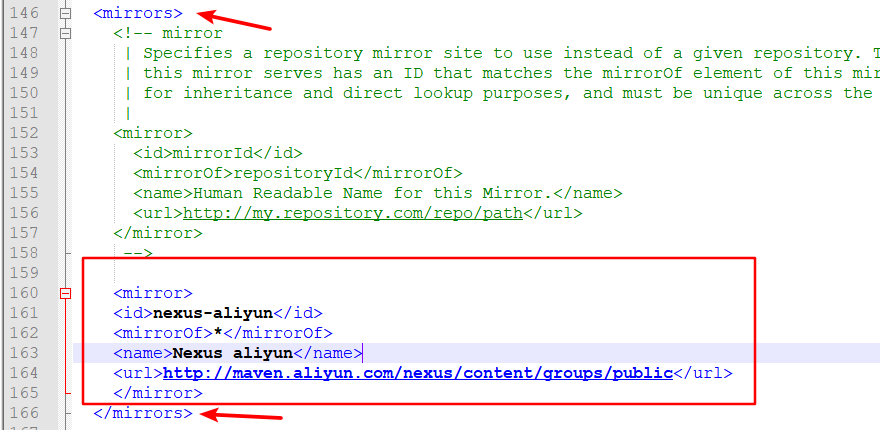 146 <mirrors>
147 <!-- mirror
148 | Specifies a repository mirror site to use instead of a given repository. T
149 | this mirror serves has an ID that matches the mirrorOf element of this mir
150 | for inheritance and direct lookup purposes, and must be unique across the
151 |
152 <mirror>
153 <id>mirrorId</id>
154 <mirrorOf>repositoryId</mirrorOf>
155 <name>Human Readable Name for this Mirror.</name>
156 <url>http://my.repository.com/repo/path</url>
157 </mirror>
158 -->
159
160 <mirror>
161 <id>nexus-aliyun</id>
162 <mirrorOf>*</mirrorOf>
163 <name>Nexus aliyun</name>
164 <url>http://maven.aliyun.com/nexus/content/groups/public</url>
165 </mirror>
166 </mirrors>